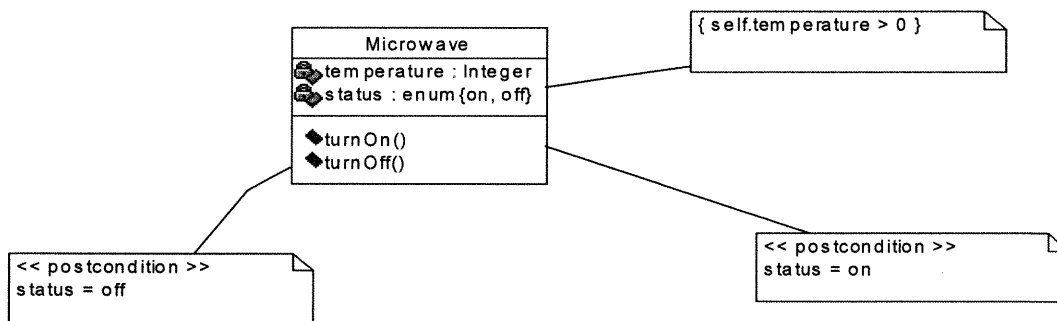 { self.temperature > 0 }
Microwave
temperature : Integer
status : enum{on, off}
turnOn()
turnOff()
<< postcondition >>
status = off
<< postcondition >>
status = on